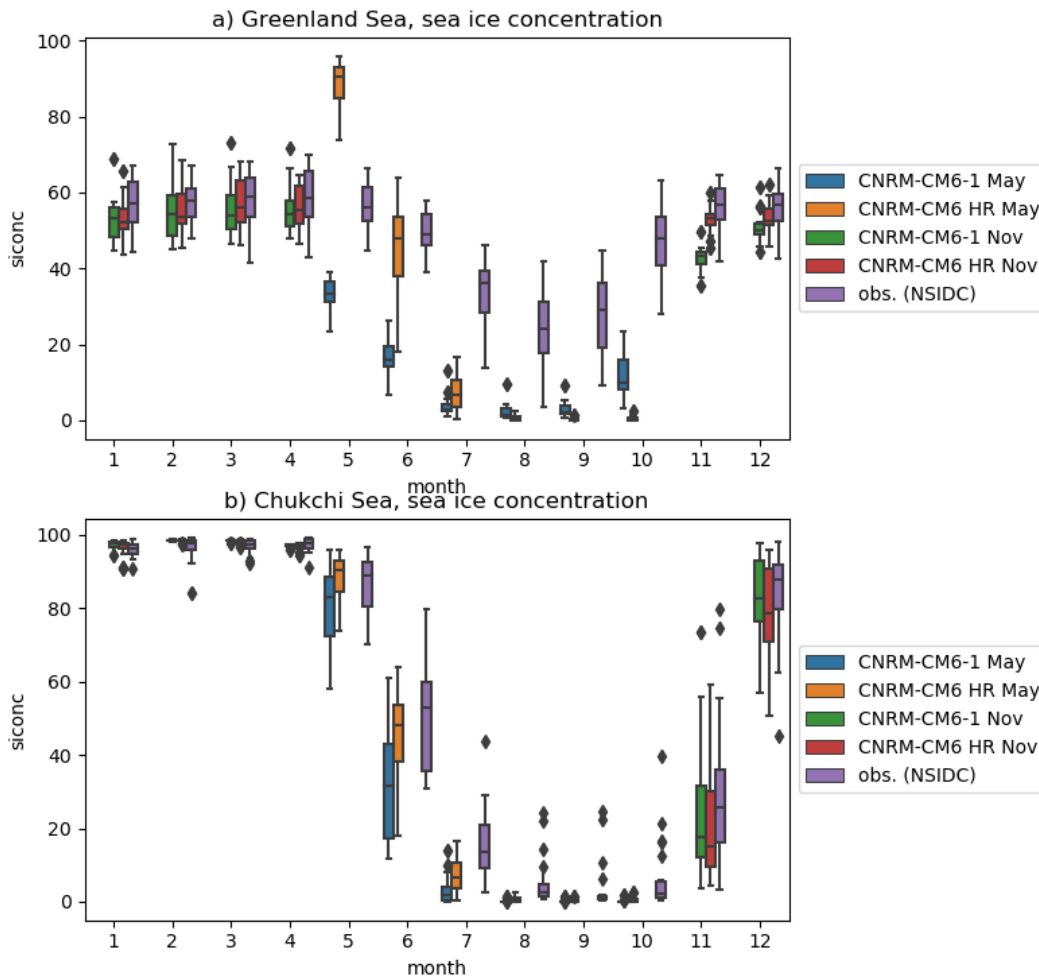 a) Greenland Sea, sea ice concentration
100
80
60
40
20
0
siconc
1 2 3 4 5 6 7 8 9 10 11 12
month
CNRM-CM6-1 May
CNRM-CM6 HR May
CNRM-CM6-1 Nov
CNRM-CM6 HR Nov
obs. (NSIDC)
b) Chukchi Sea, sea ice concentration
100
80
60
40
20
0
siconc
1 2 3 4 5 6 7 8 9 10 11 12
month
CNRM-CM6-1 May
CNRM-CM6 HR May
CNRM-CM6-1 Nov
CNRM-CM6 HR Nov
obs. (NSIDC)